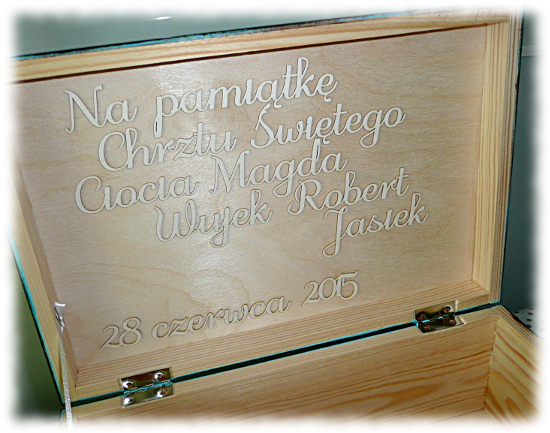 Na pamiątkę
Chrztu Świętego
Ciocia Magda
Wujek Robert
Jasiek
28 czerwca 2015